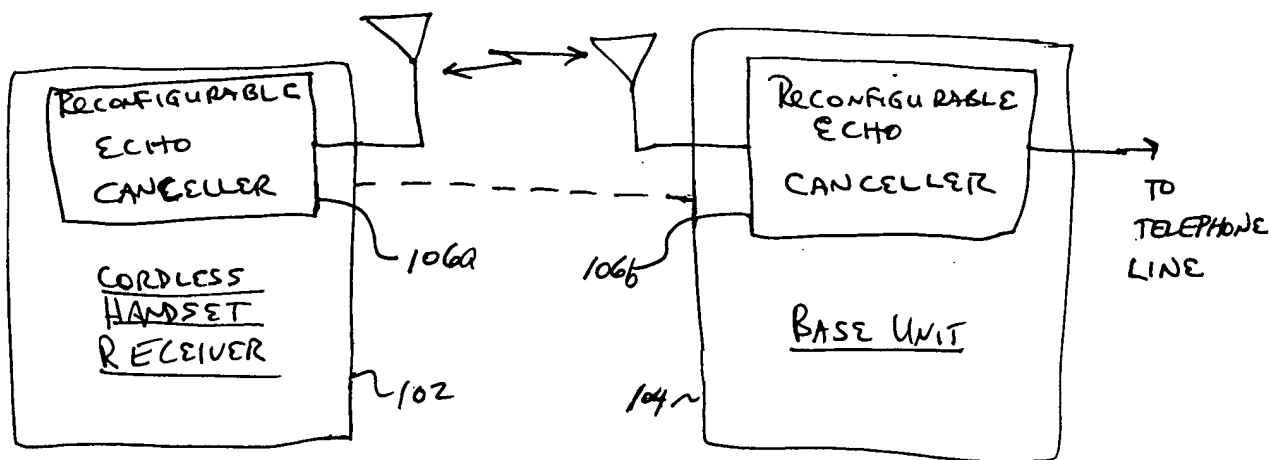 RECONFIGURABLE
ECHO
CANCELLER
106a
CORDLESS
HANDSET
RECEIVER
102
RECONFIGURABLE
ECHO
CANCELLER
106b
BASE UNIT
104
TO
TELEPHONE
LINE